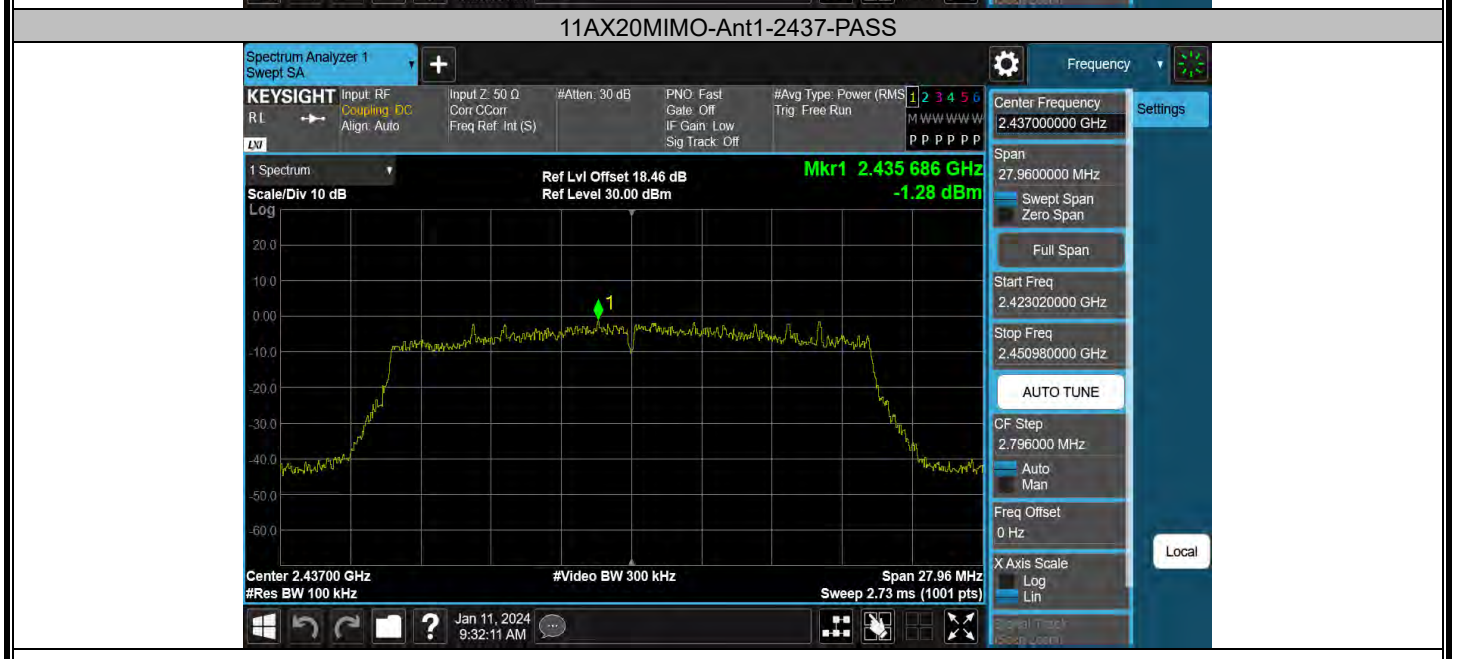 11AX20MIMO-Ant1-2437-PASS
Spectrum Analyzer 1
Swept SA
+
Frequency
KEYSIGHT
RL
LXI
Input: RF
Coupling: DC
Align: Auto
Input Z: 50 Ω
Corr CCorr
Freq Ref: Int (S)
#Atten: 30 dB
PNO: Fast
Gate: Off
IF Gain: Low
Sig Track: Off
#Avg Type: Power (RMS
Trig: Free Run
1 2 3 4 5 6
M W W W W W
P P P P P P
1 Spectrum
Scale/Div 10 dB
Log
Ref Lvl Offset 18.46 dB
Ref Level 30.00 dBm
Mkr1 2.435 686 GHz
-1.28 dBm
20.0
10.0
0.00
-10.0
-20.0
-30.0
-40.0
-50.0
-60.0
1
Center 2.43700 GHz
#Res BW 100 kHz
#Video BW 300 kHz
Span 27.96 MHz
Sweep 2.73 ms (1001 pts)
?
Jan 11, 2024
9:32:11 AM
Center Frequency
2.437000000 GHz
Span
27.9600000 MHz
Swept Span
Zero Span
Full Span
Start Freq
2.423020000 GHz
Stop Freq
2.450980000 GHz
AUTO TUNE
CF Step
2.796000 MHz
Auto
Man
Freq Offset
0 Hz
X Axis Scale
Log
Lin
Signal Track
(Span Zoom)
Settings
Local